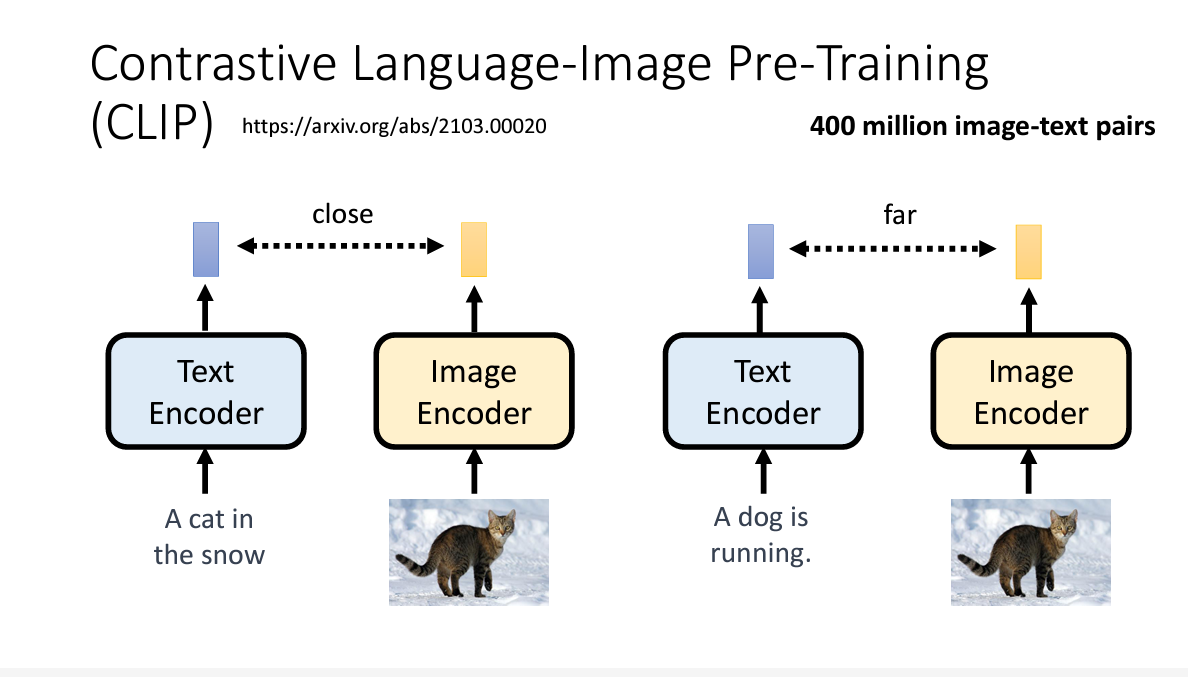 Contrastive Language-Image Pre-Training
(CLIP) https://arxiv.org/abs/2103.00020 400 million image-text pairs
close
far
Text
Encoder
Image
Encoder
Text
Encoder
Image
Encoder
A cat in
the snow
A dog is
running.